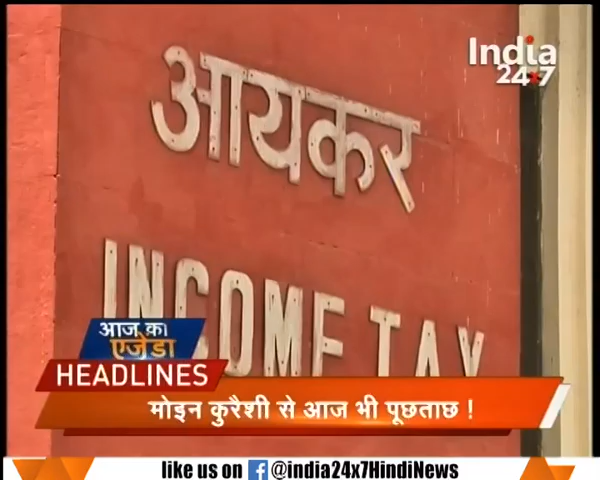 India
24x7
आयकर
INCOME TAX
आज का
एजेंडा
HEADLINES
मोइन कुरैशी से आज भी पूछताछ !
like us on f @india24x7HindiNews